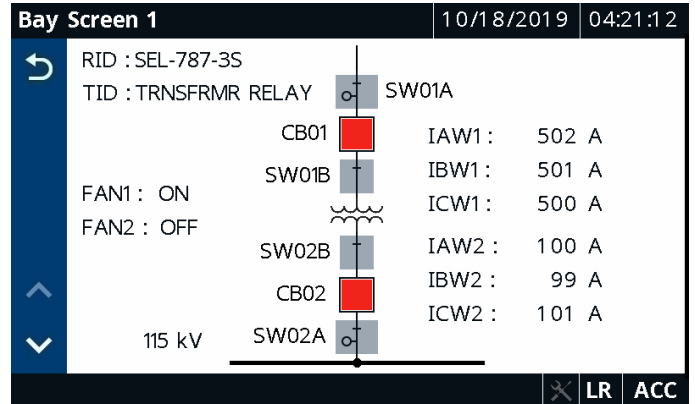 Bay Screen 1 10/18/2019 04:21:12
RID : SEL-787-3S
TID : TRNSFRMR RELAY
SW01A
CB01
SW01B
FAN1 : ON
FAN2 : OFF
SW02B
CB02
SW02A
115 kV
IAW1 : 502 A
IBW1 : 501 A
ICW1 : 500 A
IAW2 : 100 A
IBW2 : 99 A
ICW2 : 101 A
LR ACC